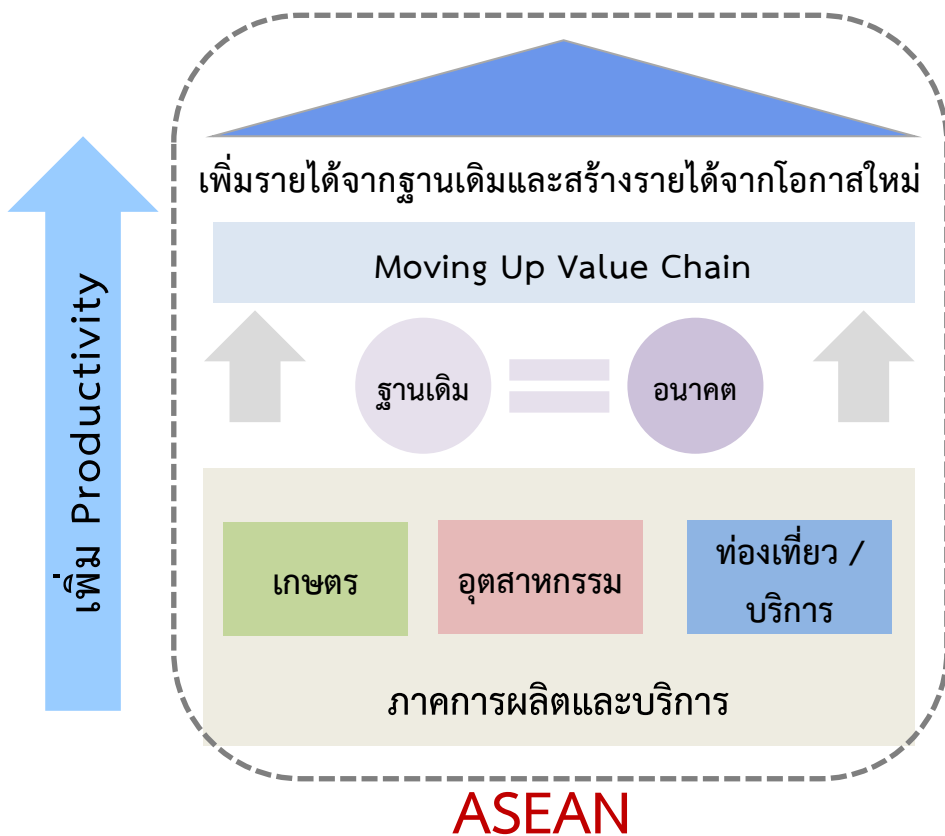 เพิ่มรายได้จากฐานเดิมและสร้างรายได้จากโอกาสใหม่
Moving Up Value Chain
เพิ่ม Productivity
ฐานเดิม
อนาคต
เกษตร
อุตสาหกรรม
ท่องเที่ยว /
บริการ
ภาคการผลิตและบริการ
ASEAN